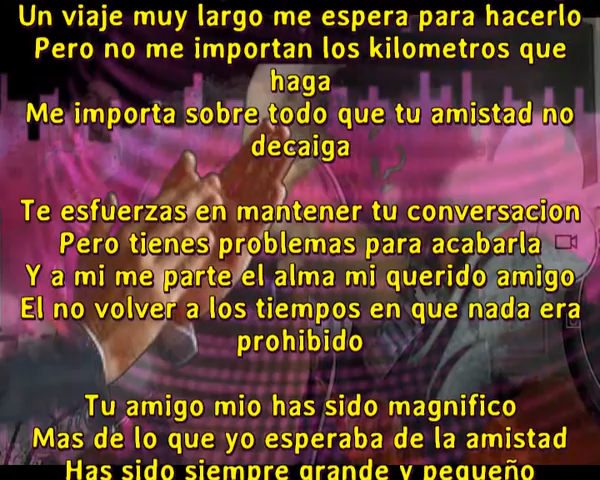 Un viaje muy largo me espera para hacerlo
Pero no me importan los kilometros que
haga
Me importa sobre todo que tu amistad no
decaiga
Te esfuerzas en mantener tu conversacion
Pero tienes problemas para acabarla
Y a mi me parte el alma mi querido amigo
El no volver a los tiempos en que nada era
prohibido
Tu amigo mio has sido magnifico
Mas de lo que yo esperaba de la amistad
Has sido siempre grande y pequeño